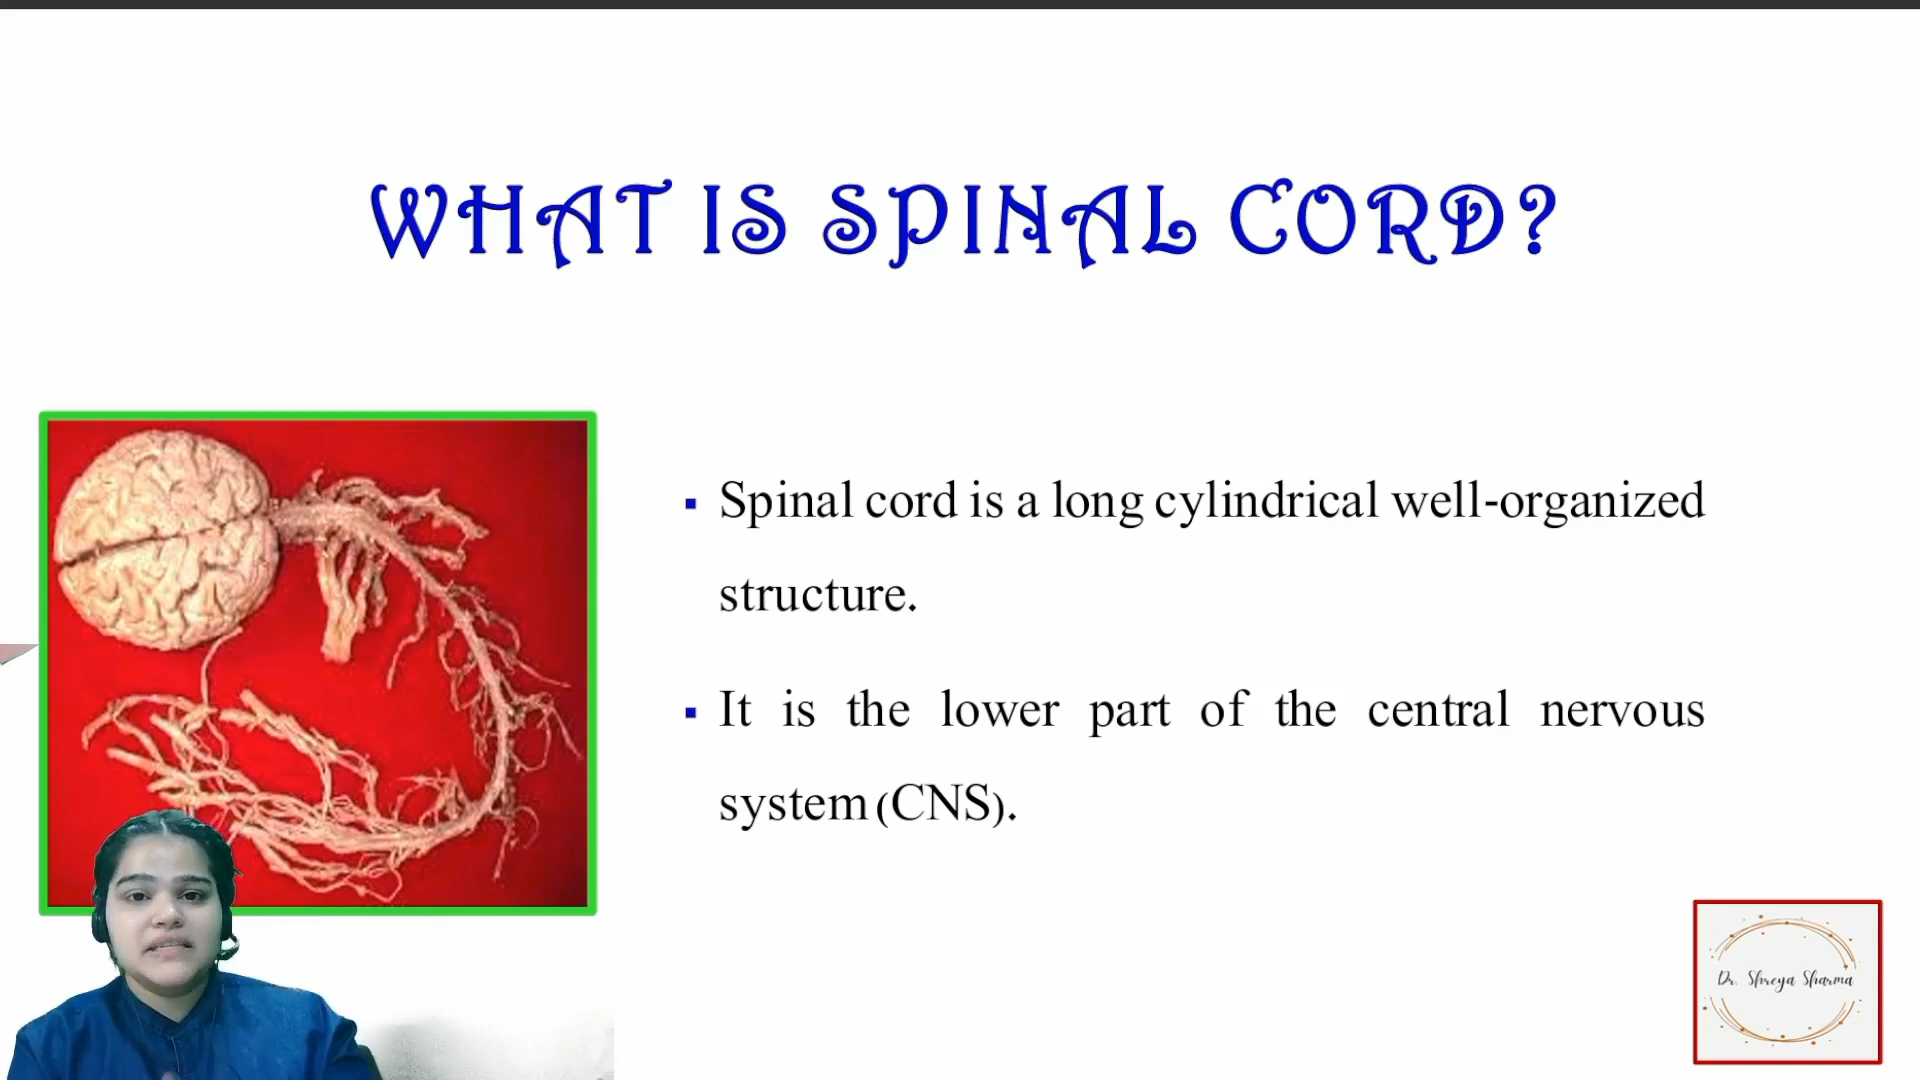 WHAT IS SPINAL CORD?
▪ Spinal cord is a long cylindrical well-organized
structure.
▪ It is the lower part of the central nervous
system (CNS).
Dr. Shreya Sharma